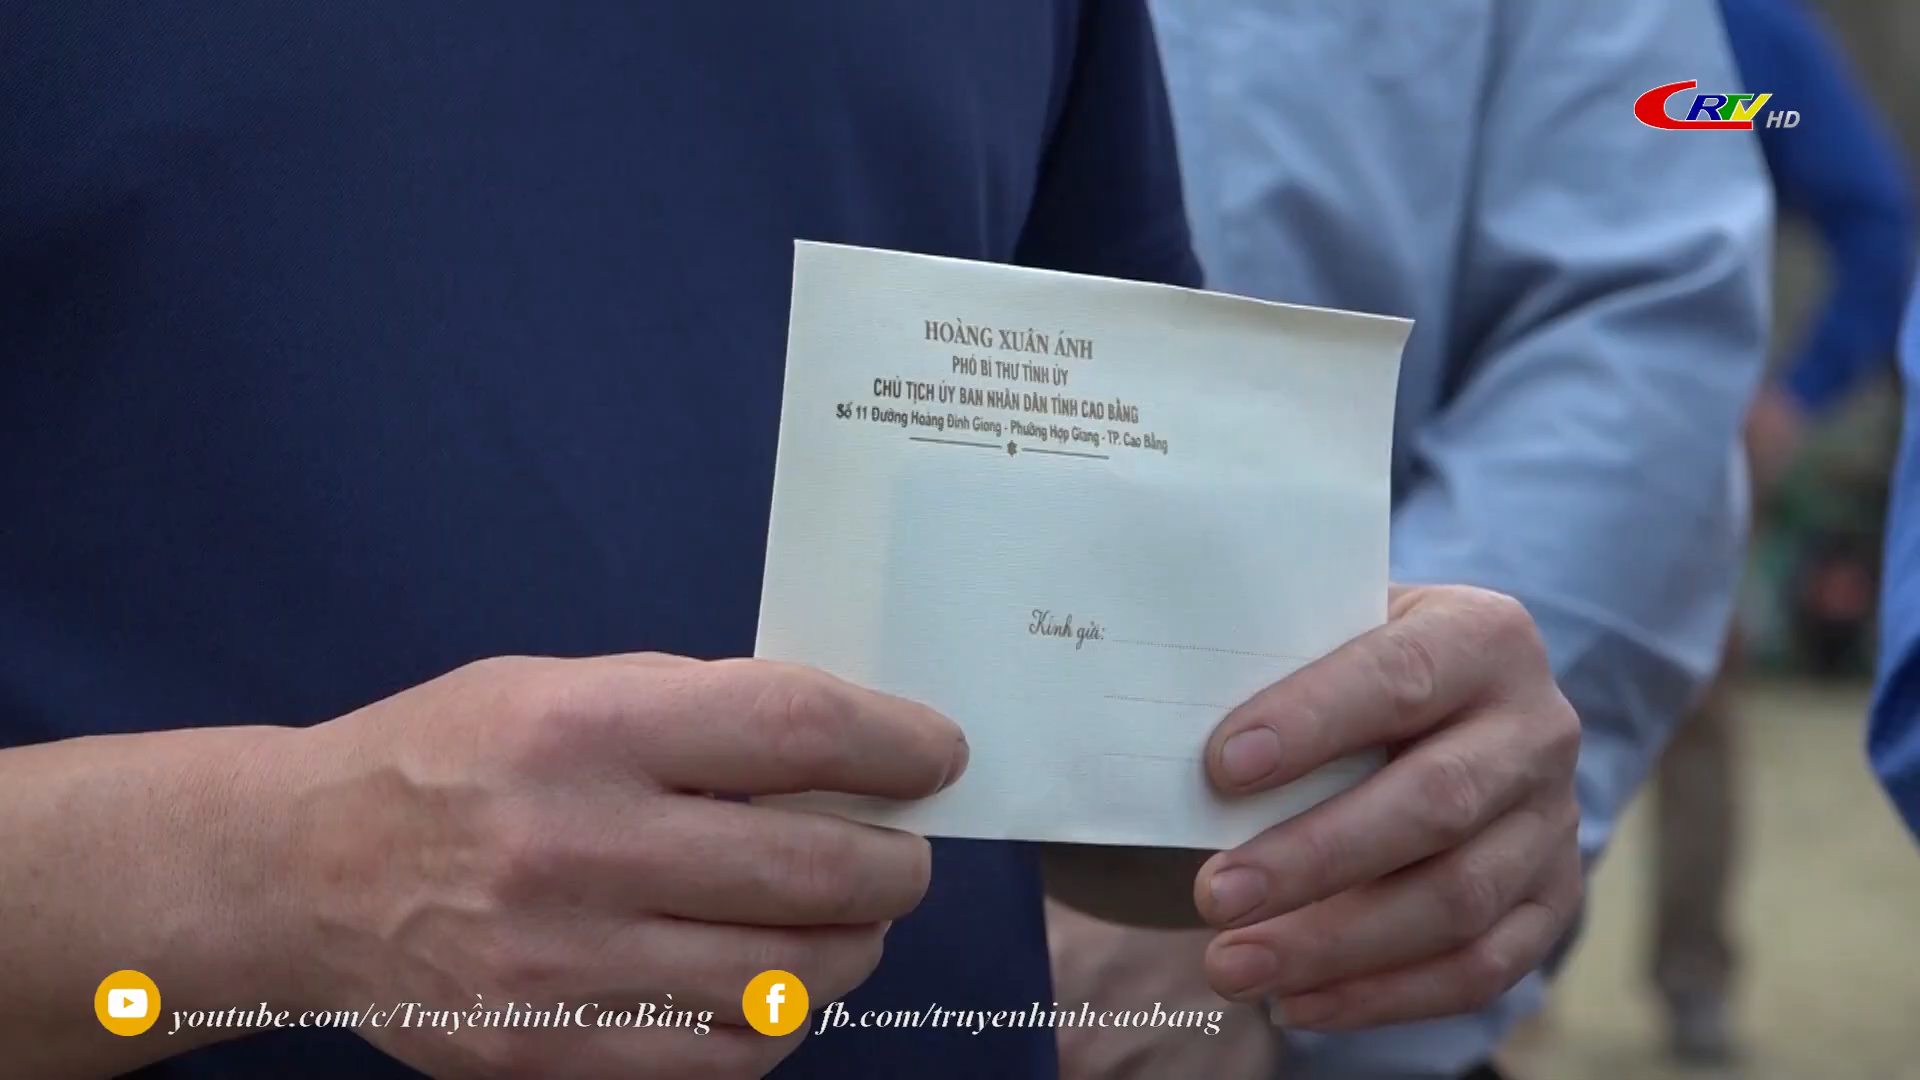 CRTV HD
HOÀNG XUÂN ÁNH
PHÓ BÍ THƯ TỈNH ỦY
CHỦ TỊCH ỦY BAN NHÂN DÂN TỈNH CAO BẰNG
Số 11 Đường Hoàng Đình Giong - Phường Hợp Giang - TP. Cao Bằng
Kính gửi:
youtube.com/c/TruyềnhìnhCaoBằng
fb.com/truyenhinhcaobang